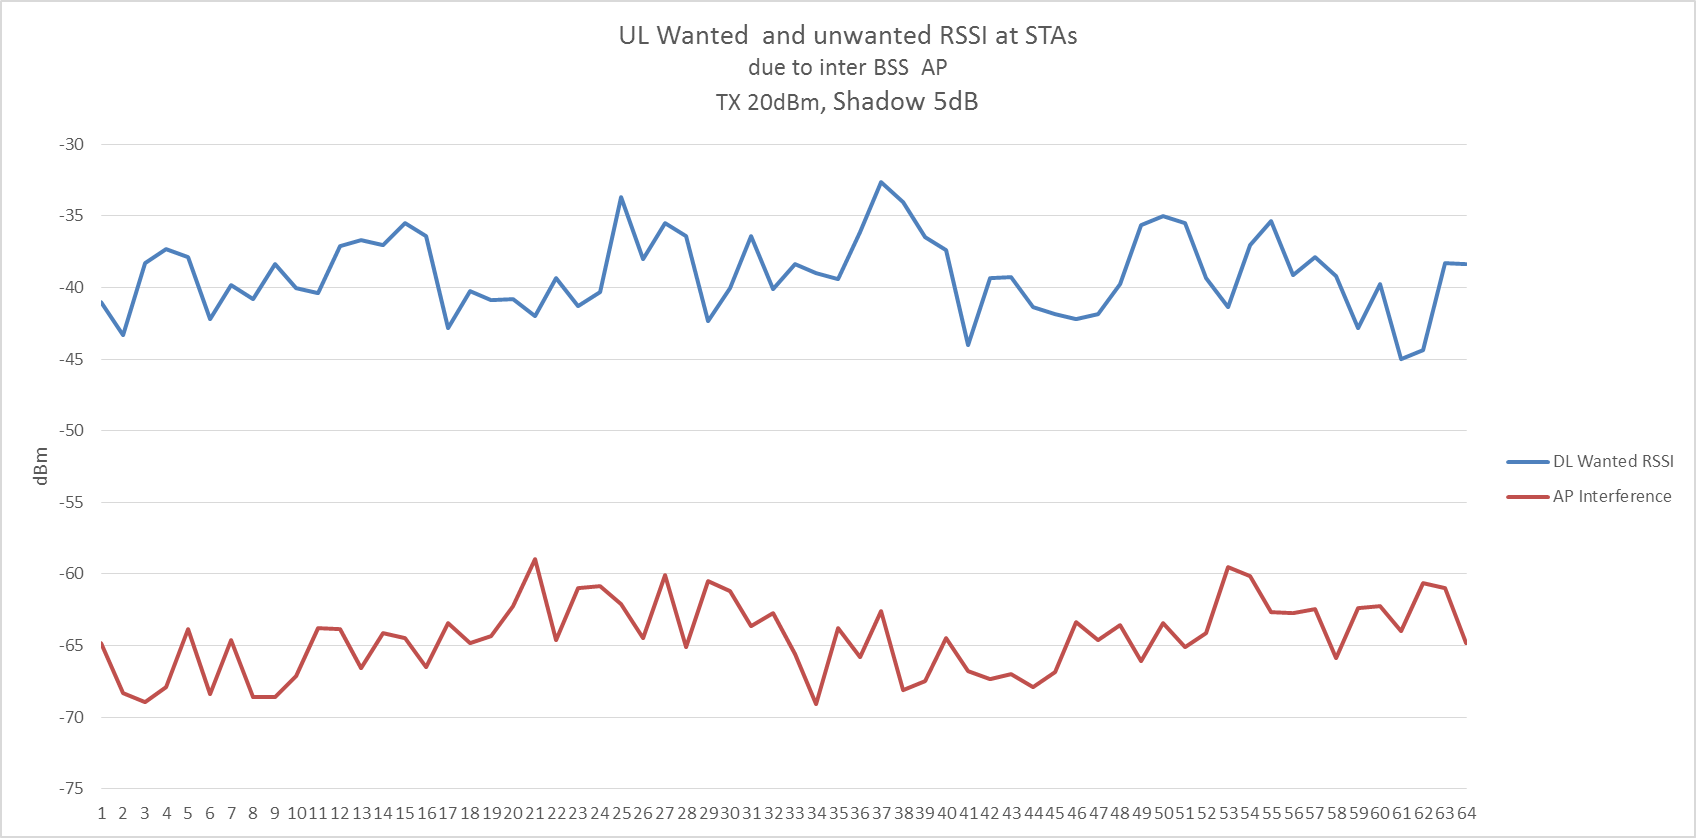 UL Wanted  and unwanted RSSI at STAs
due to inter BSS  AP
TX 20dBm, Shadow 5dB
-30
-35
-40
-45
-50
-55
-60
-65
-70
-75
dBm
1 2 3 4 5 6 7 8 9 10 11 12 13 14 15 16 17 18 19 20 21 22 23 24 25 26 27 28 29 30 31 32 33 34 35 36 37 38 39 40 41 42 43 44 45 46 47 48 49 50 51 52 53 54 55 56 57 58 59 60 61 62 63 64
DL Wanted RSSI
AP Interference